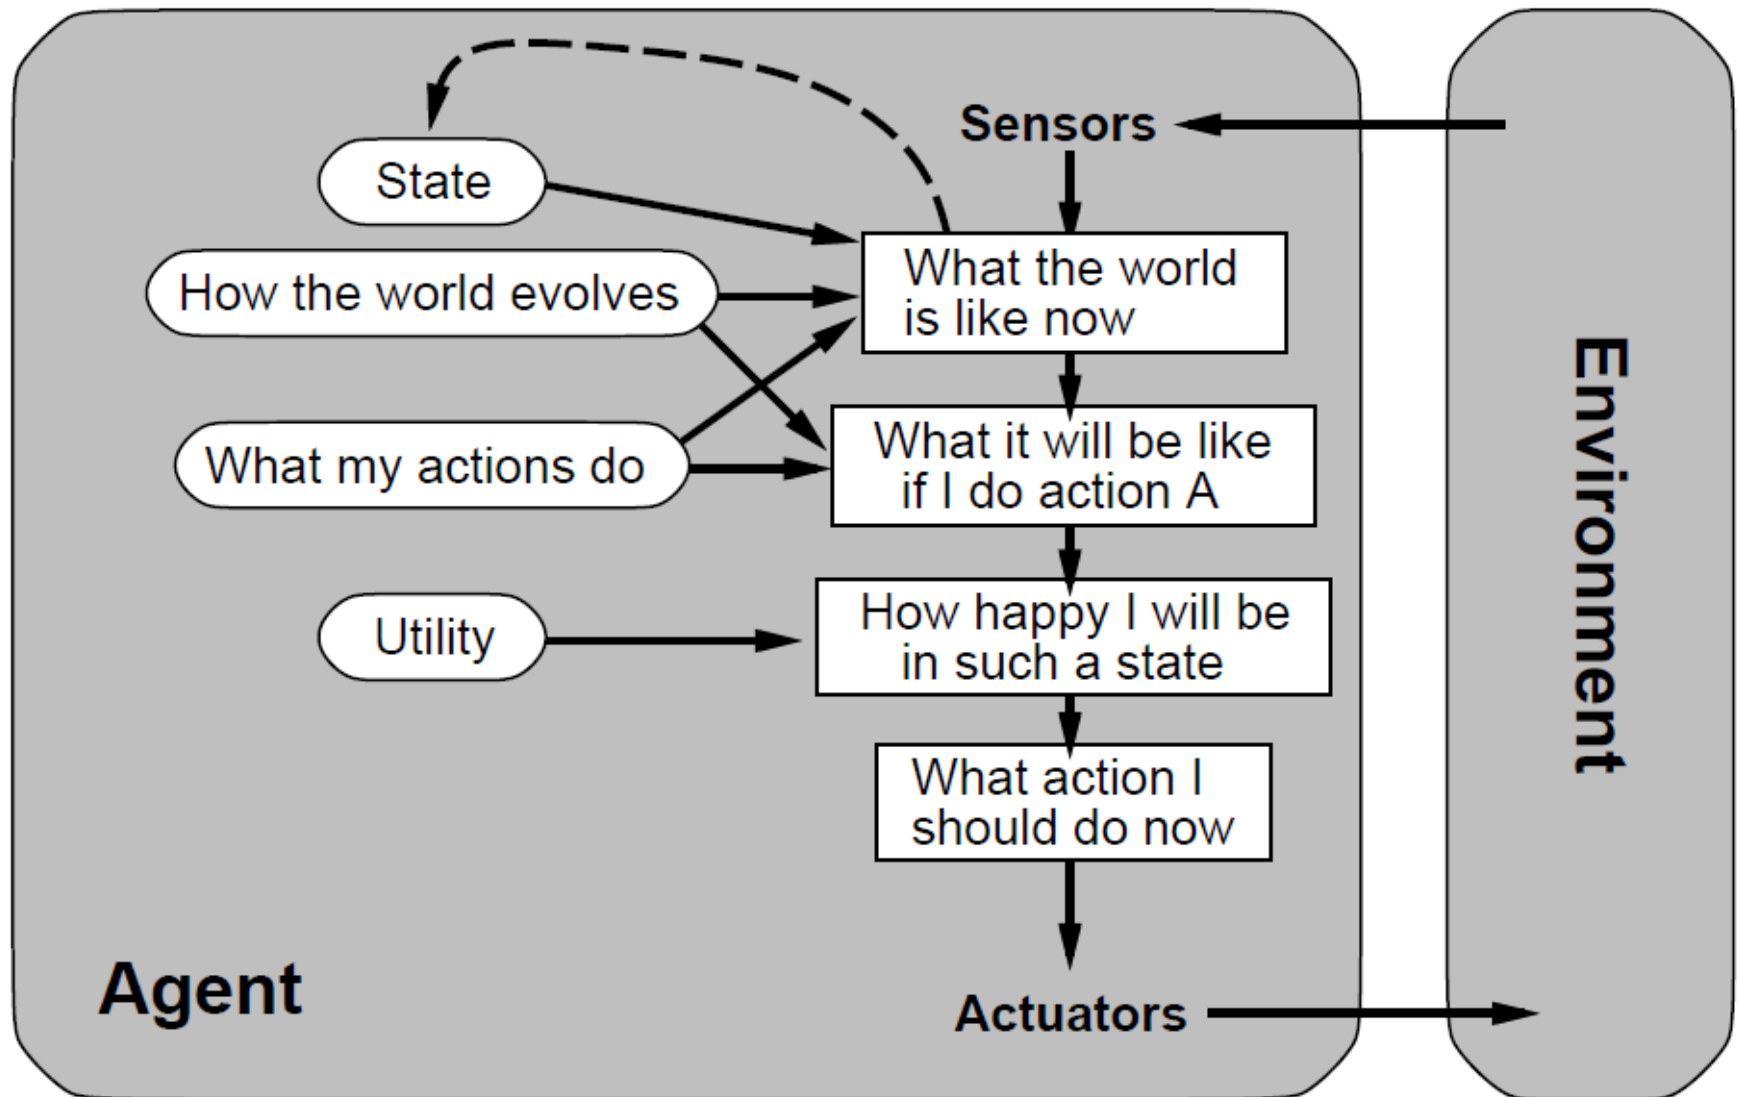 Sensors
State
What the world
is like now
How the world evolves
What it will be like
if I do action A
What my actions do
How happy I will be
in such a state
Utility
What action I
should do now
Agent
Actuators
Environment